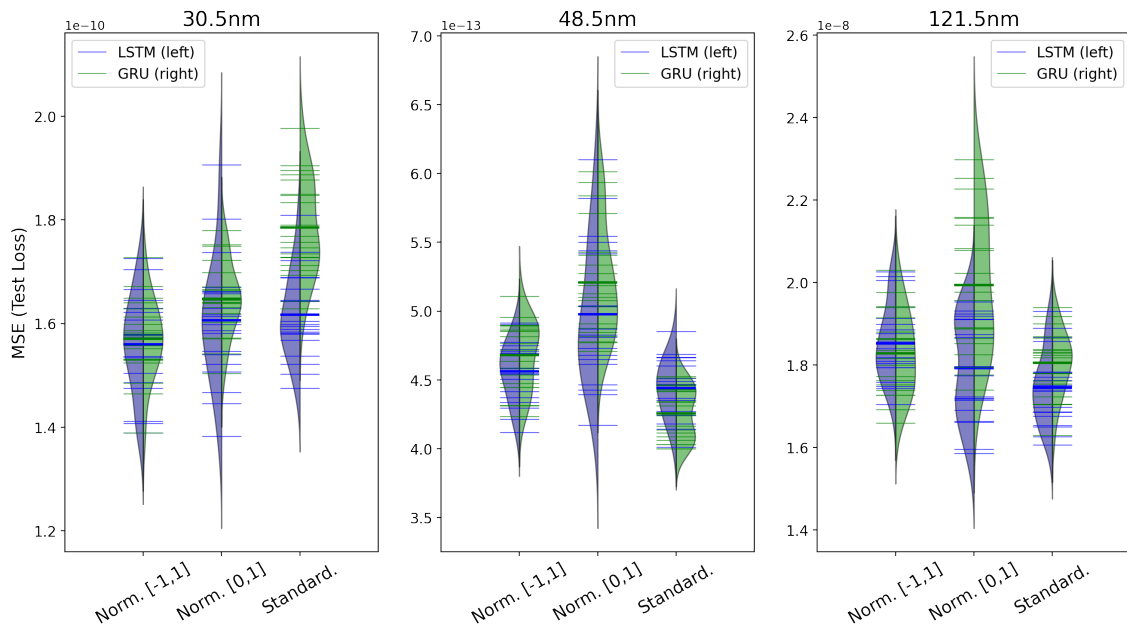 30.5nm
48.5nm
121.5nm
1e−10
1e−13
1e−8
LSTM (left)
GRU (right)
LSTM (left)
GRU (right)
LSTM (left)
GRU (right)
MSE (Test Loss)
2.0
1.8
1.6
1.4
1.2
7.0
6.5
6.0
5.5
5.0
4.5
4.0
3.5
2.6
2.4
2.2
2.0
1.8
1.6
1.4
Norm. [-1,1]
Norm. [0,1]
Standard.
Norm. [-1,1]
Norm. [0,1]
Standard.
Norm. [-1,1]
Norm. [0,1]
Standard.